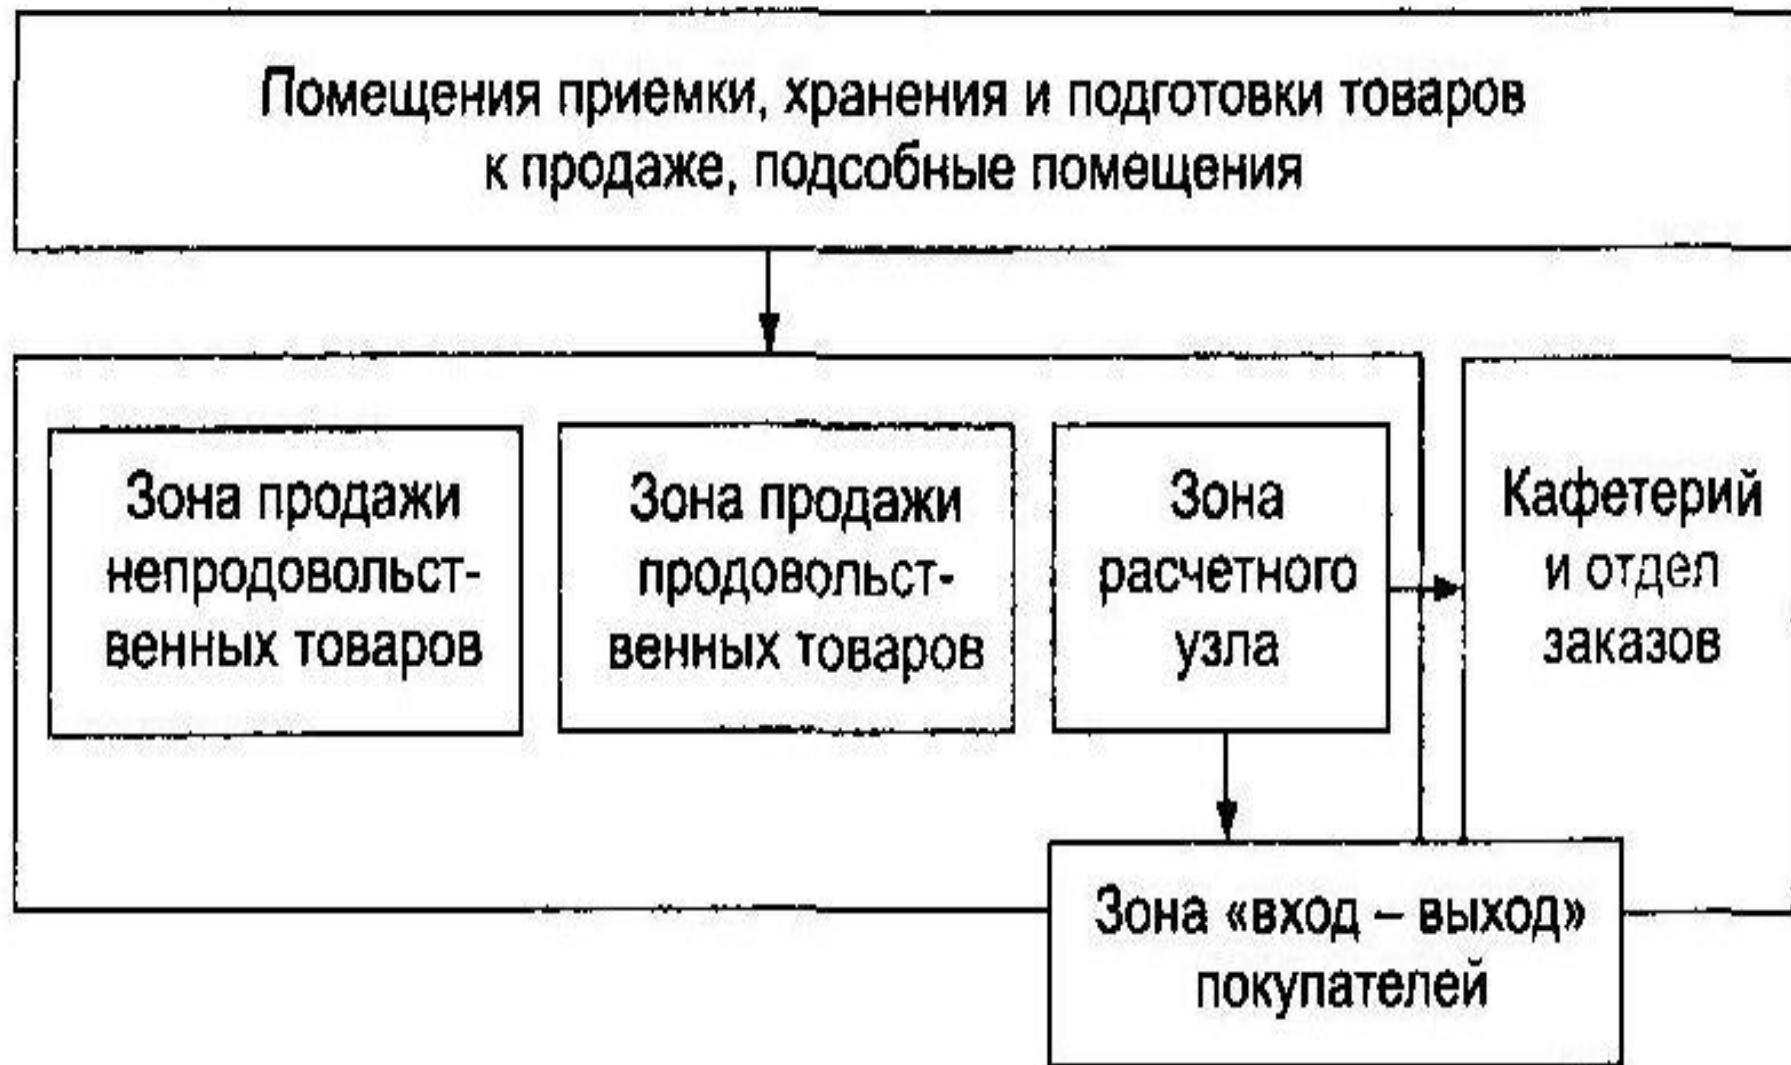 Помещения приемки, хранения и подготовки товаров
к продаже, подсобные помещения
Зона продажи
непродовольст-
венных товаров
Зона продажи
продовольст-
венных товаров
Зона
расчетного
узла
Кафетерий
и отдел
заказов
Зона «вход – выход»
покупателей